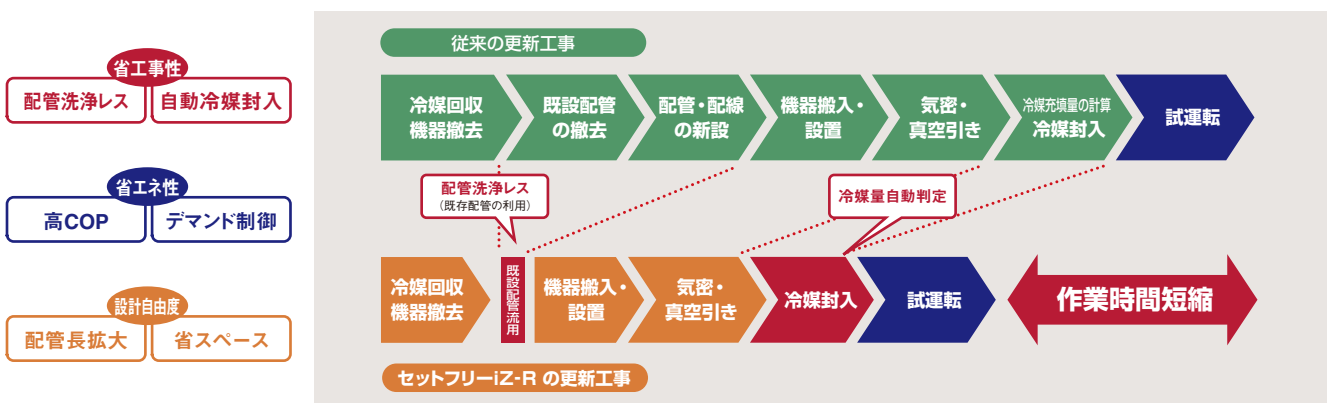 省工事性
配管洗浄レス
自動冷媒封入
省エネ性
高COP
デマンド制御
設計自由度
配管長拡大
省スペース
従来の更新工事
冷媒回収
機器撤去
既設配管
の撤去
配管・配線
の新設
機器搬入・
設置
気密・
真空引き
冷媒充填量の計算
冷媒封入
試運転
配管洗浄レス
(既存配管の利用)
冷媒量自動判定
冷媒回収
機器撤去
既設配管流用
機器搬入・
設置
気密・
真空引き
冷媒封入
試運転
作業時間短縮
セットフリーiZ-R の更新工事